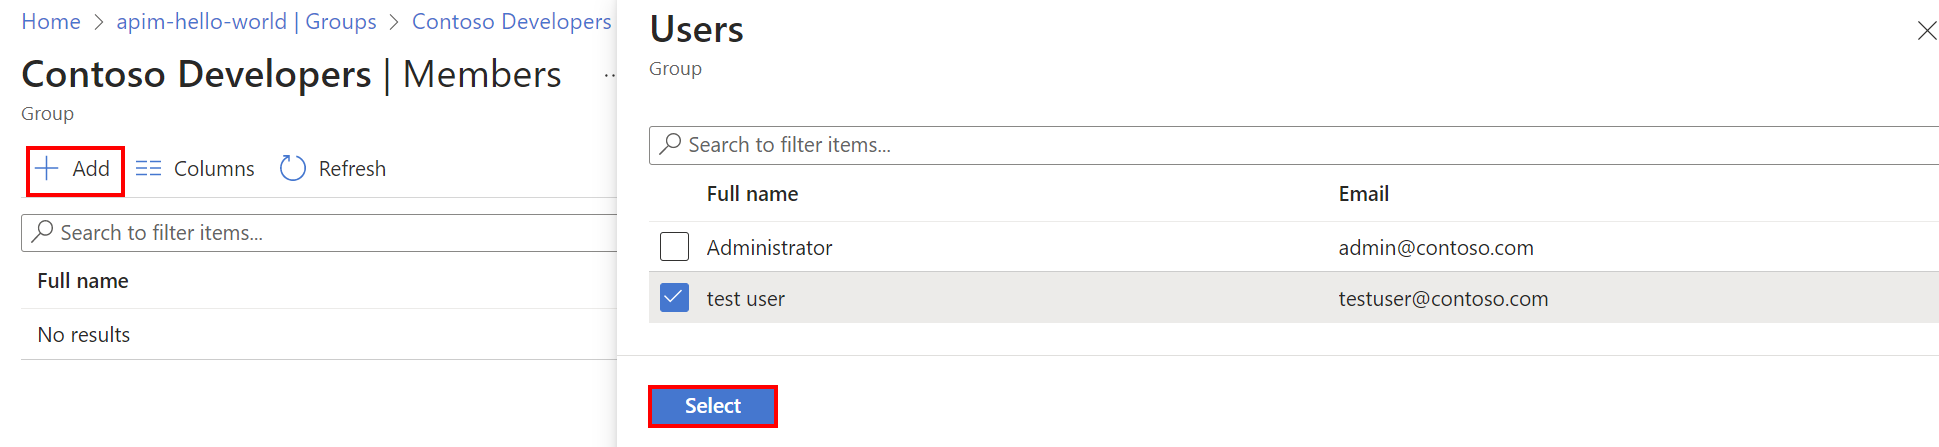 Home > apim-hello-world | Groups > Contoso Developers
Contoso Developers | Members ..
Group
Add Columns Refresh
Search to filter items...
Full name
No results
Users
Group
Search to filter items...
Full name Email
Administrator admin@contoso.com
test user testuser@contoso.com
Select